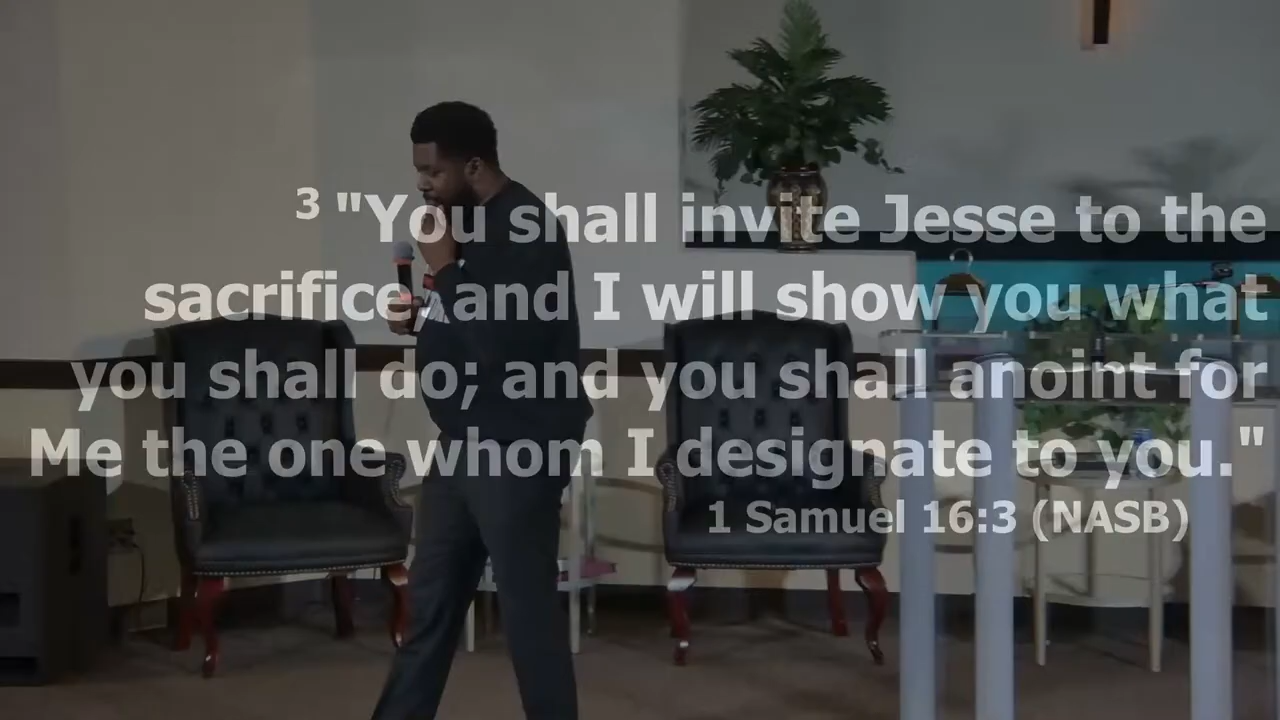 3 "You shall invite Jesse to the
sacrifice, and I will show you what
you shall do; and you shall anoint for
Me the one whom I designate to you."
1 Samuel 16:3 (NASB)